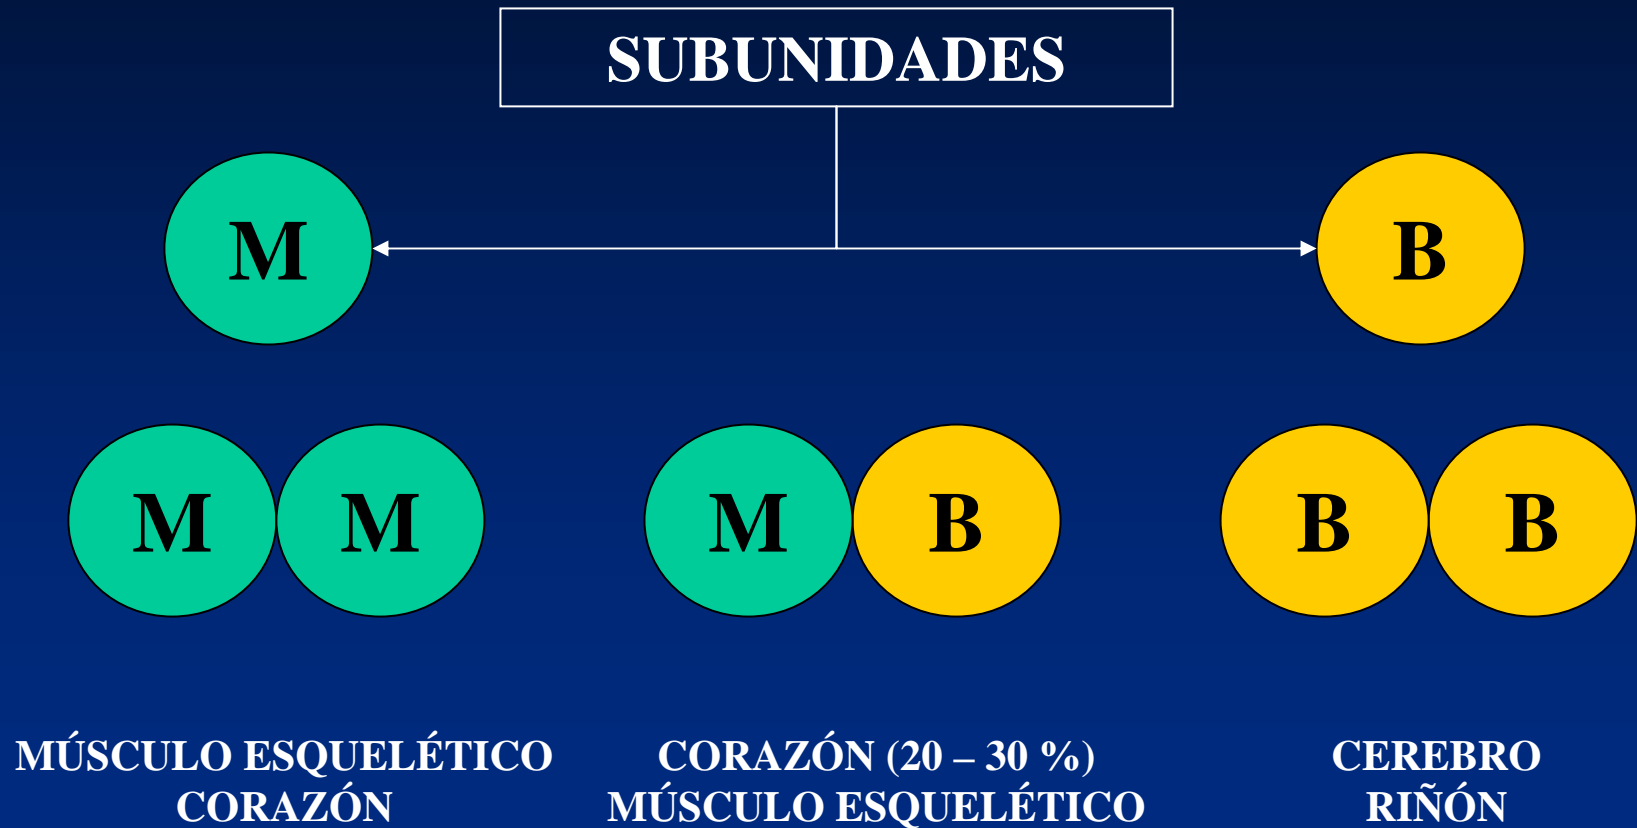 SUBUNIDADES
M
B
M M
M B
B B
MÚSCULO ESQUELÉTICO
CORAZÓN
CORAZÓN (20 – 30 %)
MÚSCULO ESQUELÉTICO
CEREBRO
RIÑÓN